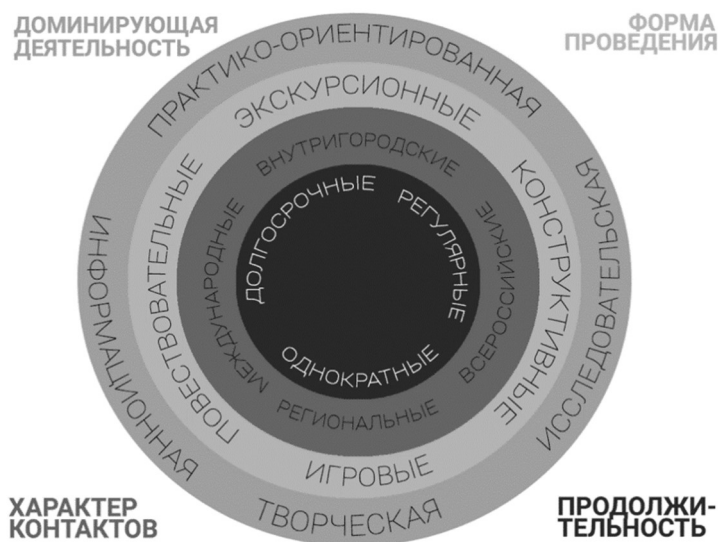 ДОМИНИРУЮЩАЯ
ДЕЯТЕЛЬНОСТЬ
ФОРМА
ПРОВЕДЕНИЯ
ПРАКТИКО-ОРИЕНТИРОВАННАЯ
ИССЛЕДОВАТЕЛЬСКАЯ
ТВОРЧЕСКАЯ
ИНФОРМАЦИОННАЯ
ЭКСКУРСИОННЫЕ
КОНСТРУКТИВНЫЕ
ИГРОВЫЕ
ПОВЕСТВОВАТЕЛЬНЫЕ
ВНУТРИГОРОДСКИЕ
ВСЕРОССИЙСКИЕ
РЕГИОНАЛЬНЫЕ
МЕЖДУНАРОДНЫЕ
ДОЛГОСРОЧНЫЕ
РЕГУЛЯРНЫЕ
ОДНОКРАТНЫЕ
ХАРАКТЕР
КОНТАКТОВ
ПРОДОЛЖИ-
ТЕЛЬНОСТЬ